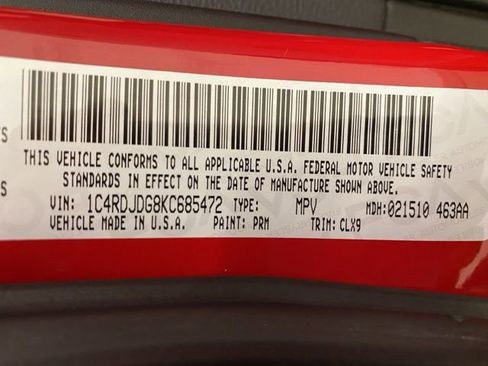 TS
THIS VEHICLE CONFORMS TO ALL APPLICABLE U.S.A. FEDERAL MOTOR VEHICLE SAFETY
STANDARDS IN EFFECT ON THE DATE OF MANUFACTURE SHOWN ABOVE.
VIN: 1C4RDJDG8KC685472 TYPE: MPV MDH:021510 463AA
VEHICLE MADE IN U.S.A. PAINT: PRM TRIM: CLX9